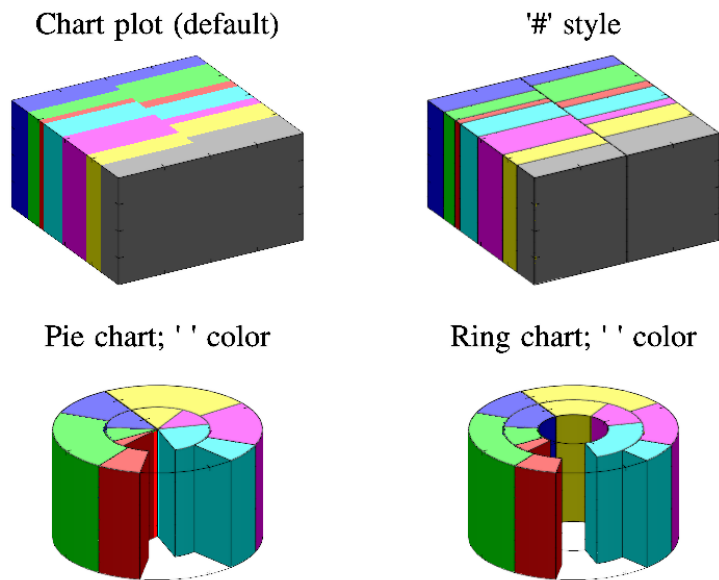 Chart plot (default)
'#' style
Pie chart; ' ' color
Ring chart; ' ' color